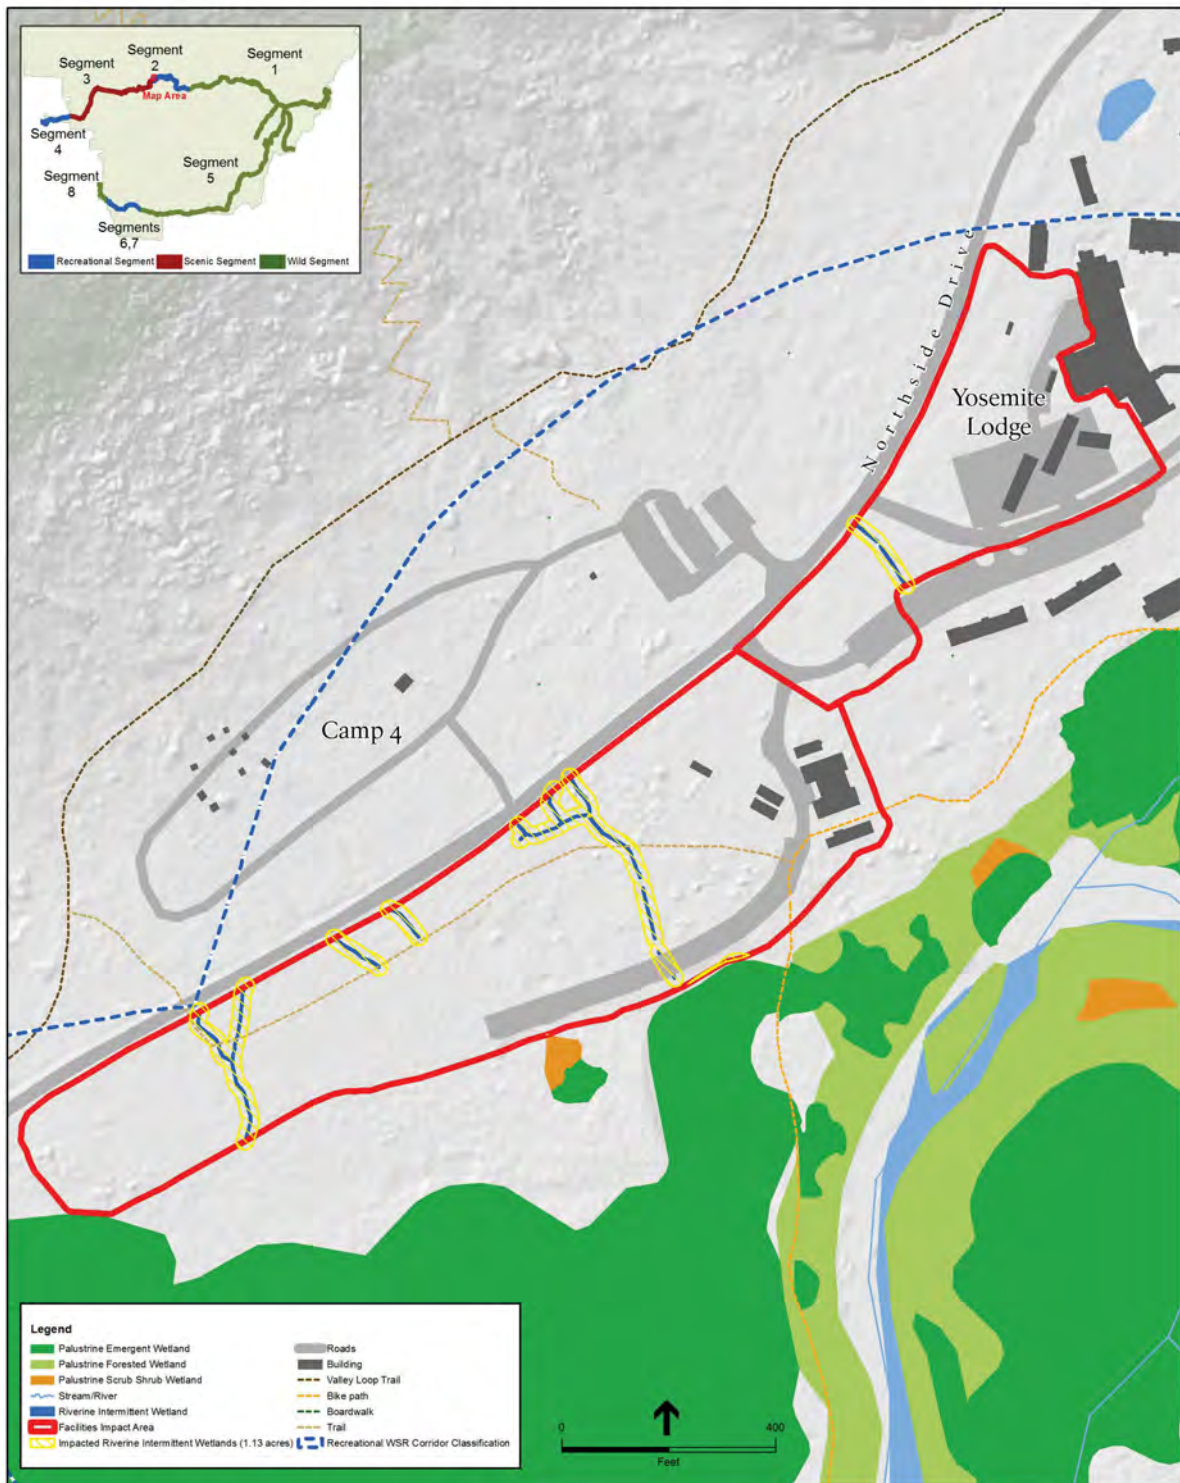 Segment
1
Segment
2
Segment
3
Map Area
Segment
4
Segment
5
Segment
8
Segments
6,7
Recreational Segment
Scenic Segment
Wild Segment
Northside Drive
Yosemite
Lodge
Camp 4
Legend
Palustrine Emergent Wetland
Palustrine Forested Wetland
Palustrine Scrub Shrub Wetland
Stream/River
Riverine Intermittent Wetland
Facilities Impact Area
Impacted Riverine Intermittent Wetlands (1.13 acres)
Roads
Building
Valley Loop Trail
Bike path
Boardwalk
Trail
Recreational WSR Corridor Classification
0
400
Feet